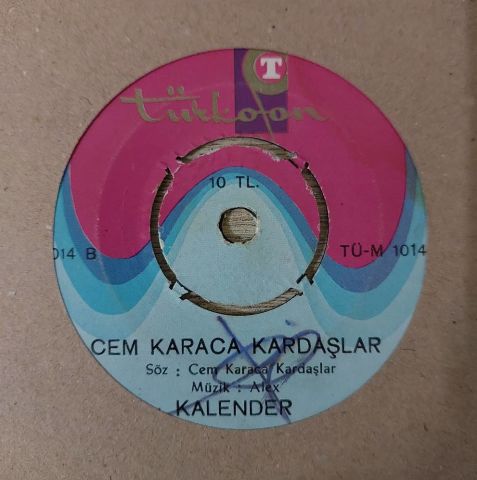 T
türkofon
10 TL.
014 B
TÜ-M 1014
CEM KARACA KARDAŞLAR
Söz : Cem Karaca Kardaşlar
Müzik : Alex
KALENDER